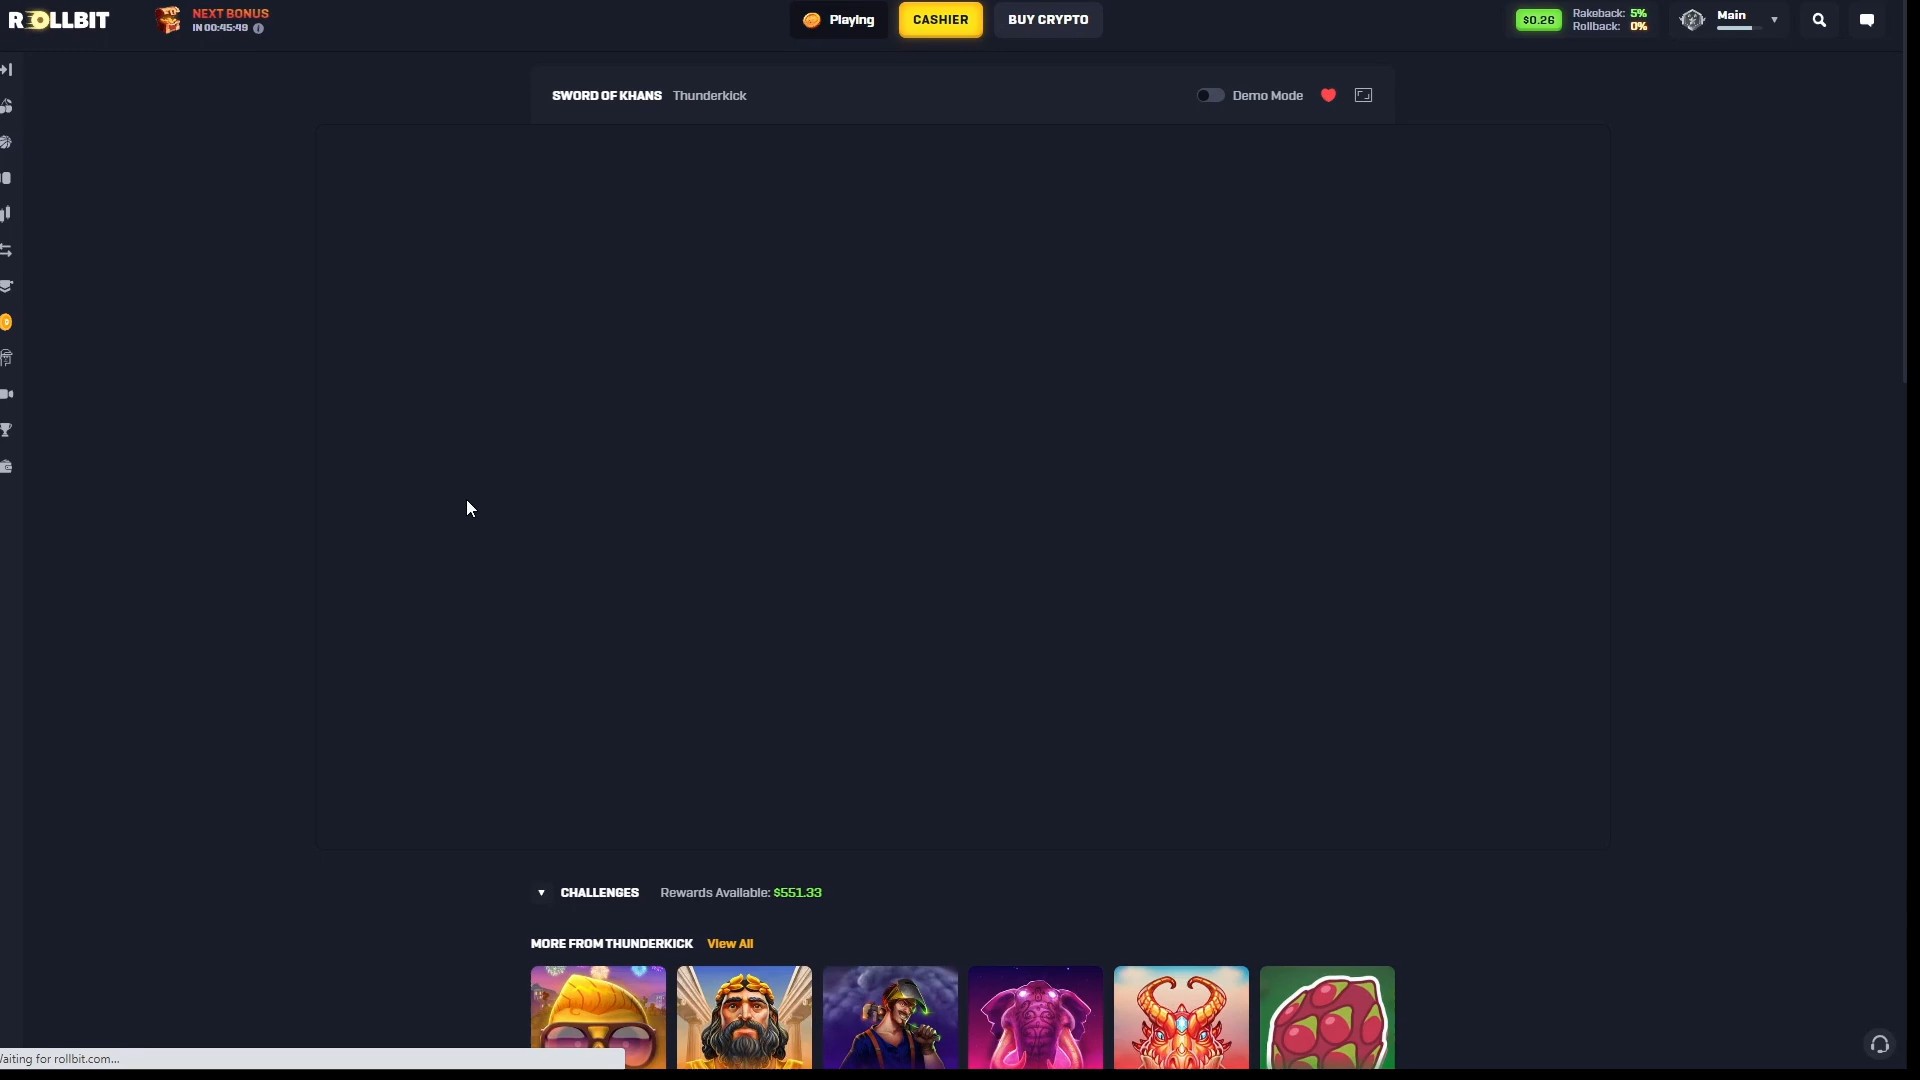 ROLLBIT
NEXT BONUS
IN 00:45:49
Playing
CASHIER
BUY CRYPTO
$0.26
Rakeback: 5%
Rollback: 0%
Main
SWORD OF KHANS Thunderkick
Demo Mode
CHALLENGES Rewards Available: $551.33
MORE FROM THUNDERKICK View All
Waiting for rollbit.com...